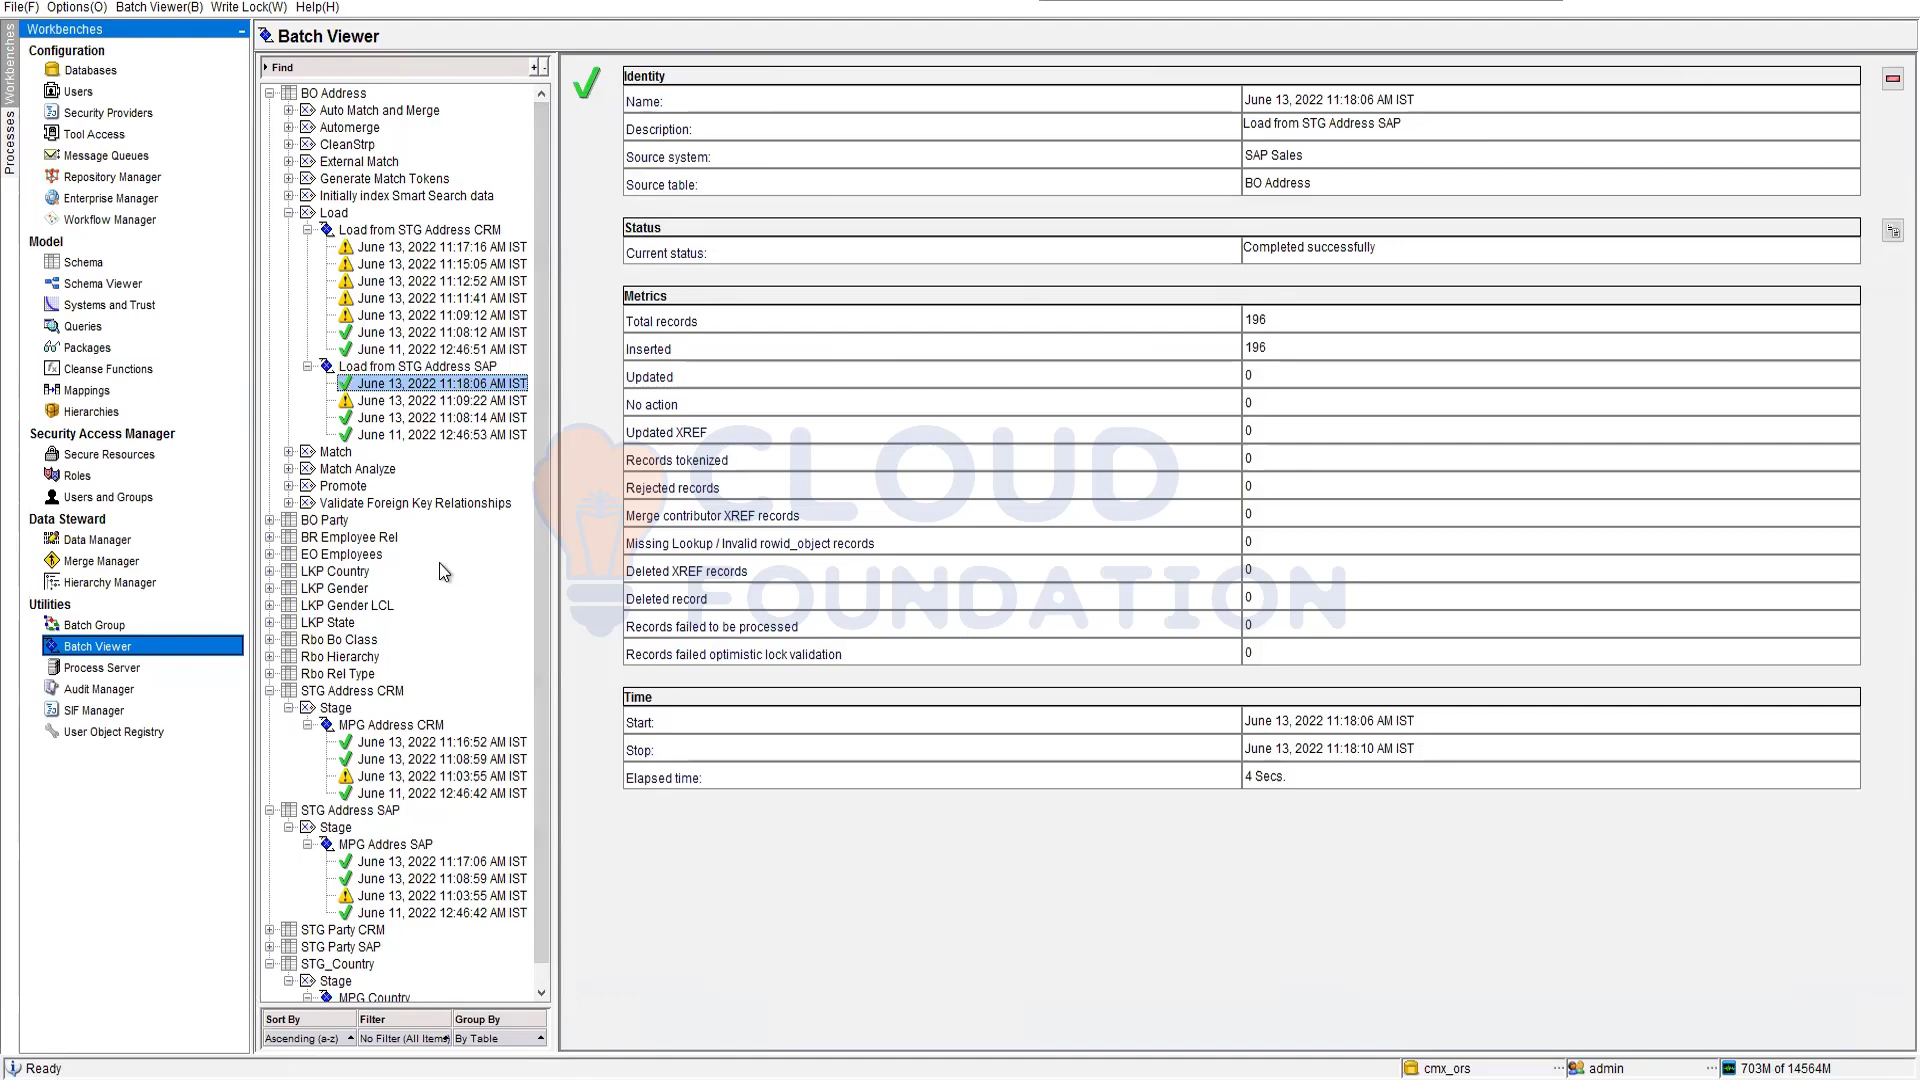 File(F) Options(O) Batch Viewer(B) Write Lock(W) Help(H)
Workbenches
Processes
Workbenches
Configuration
Databases
Users
Security Providers
Tool Access
Message Queues
Repository Manager
Enterprise Manager
Workflow Manager
Model
Schema
Schema Viewer
Systems and Trust
Queries
Packages
Cleanse Functions
Mappings
Hierarchies
Security Access Manager
Secure Resources
Roles
Users and Groups
Data Steward
Data Manager
Merge Manager
Hierarchy Manager
Utilities
Batch Group
Batch Viewer
Process Server
Audit Manager
SIF Manager
User Object Registry
Batch Viewer
Find
BO Address
Auto Match and Merge
Automerge
CleanStrp
External Match
Generate Match Tokens
Initially index Smart Search data
Load
Load from STG Address CRM
June 13, 2022 11:17:16 AM IST
June 13, 2022 11:15:05 AM IST
June 13, 2022 11:12:52 AM IST
June 13, 2022 11:11:41 AM IST
June 13, 2022 11:09:12 AM IST
June 13, 2022 11:08:12 AM IST
June 11, 2022 12:46:51 AM IST
Load from STG Address SAP
June 13, 2022 11:18:06 AM IST
June 13, 2022 11:09:22 AM IST
June 13, 2022 11:08:14 AM IST
June 11, 2022 12:46:53 AM IST
Match
Match Analyze
Promote
Validate Foreign Key Relationships
BO Party
BR Employee Rel
EO Employees
LKP Country
LKP Gender
LKP Gender LCL
LKP State
Rbo Bo Class
Rbo Hierarchy
Rbo Rel Type
STG Address CRM
Stage
MPG Address CRM
June 13, 2022 11:16:52 AM IST
June 13, 2022 11:08:59 AM IST
June 13, 2022 11:03:55 AM IST
June 11, 2022 12:46:42 AM IST
STG Address SAP
Stage
MPG Addres SAP
June 13, 2022 11:17:06 AM IST
June 13, 2022 11:08:59 AM IST
June 13, 2022 11:03:55 AM IST
June 11, 2022 12:46:42 AM IST
STG Party CRM
STG Party SAP
STG_Country
Stage
MPG Country
Sort By Filter Group By
Ascending (a-z) No Filter (All Items) By Table
Identity
Name: June 13, 2022 11:18:06 AM IST
Description: Load from STG Address SAP
Source system: SAP Sales
Source table: BO Address
Status
Current status: Completed successfully
Metrics
Total records 196
Inserted 196
Updated 0
No action 0
Updated XREF 0
Records tokenized 0
Rejected records 0
Merge contributor XREF records 0
Missing Lookup / Invalid rowid_object records 0
Deleted XREF records 0
Deleted record 0
Records failed to be processed 0
Records failed optimistic lock validation 0
Time
Start: June 13, 2022 11:18:06 AM IST
Stop: June 13, 2022 11:18:10 AM IST
Elapsed time: 4 Secs.
CLOUD
FOUNDATION
Ready cmx_ors admin 703M of 14564M